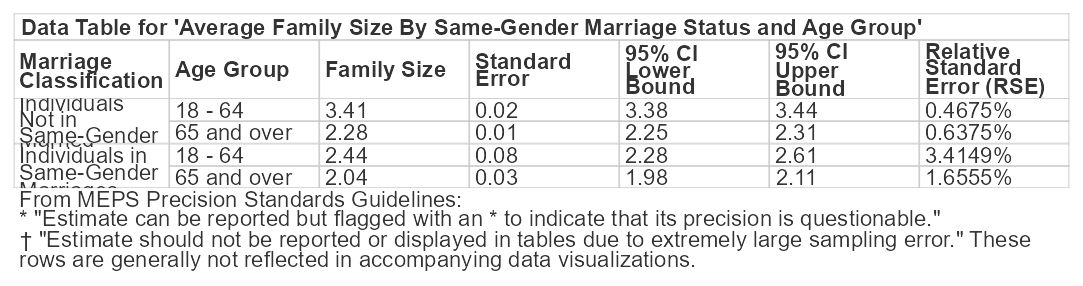 Data Table for 'Average Family Size By Same-Gender Marriage Status and Age Group'
Marriage Classification Age Group Family Size Standard Error 95% CI Lower Bound 95% CI Upper Bound Relative Standard Error (RSE)
Individuals Not in Same-Gender 18 - 64 3.41 0.02 3.38 3.44 0.4675%
65 and over 2.28 0.01 2.25 2.31 0.6375%
Individuals in Same-Gender Marriages 18 - 64 2.44 0.08 2.28 2.61 3.4149%
65 and over 2.04 0.03 1.98 2.11 1.6555%
From MEPS Precision Standards Guidelines:
* "Estimate can be reported but flagged with an * to indicate that its precision is questionable."
† "Estimate should not be reported or displayed in tables due to extremely large sampling error." These
rows are generally not reflected in accompanying data visualizations.